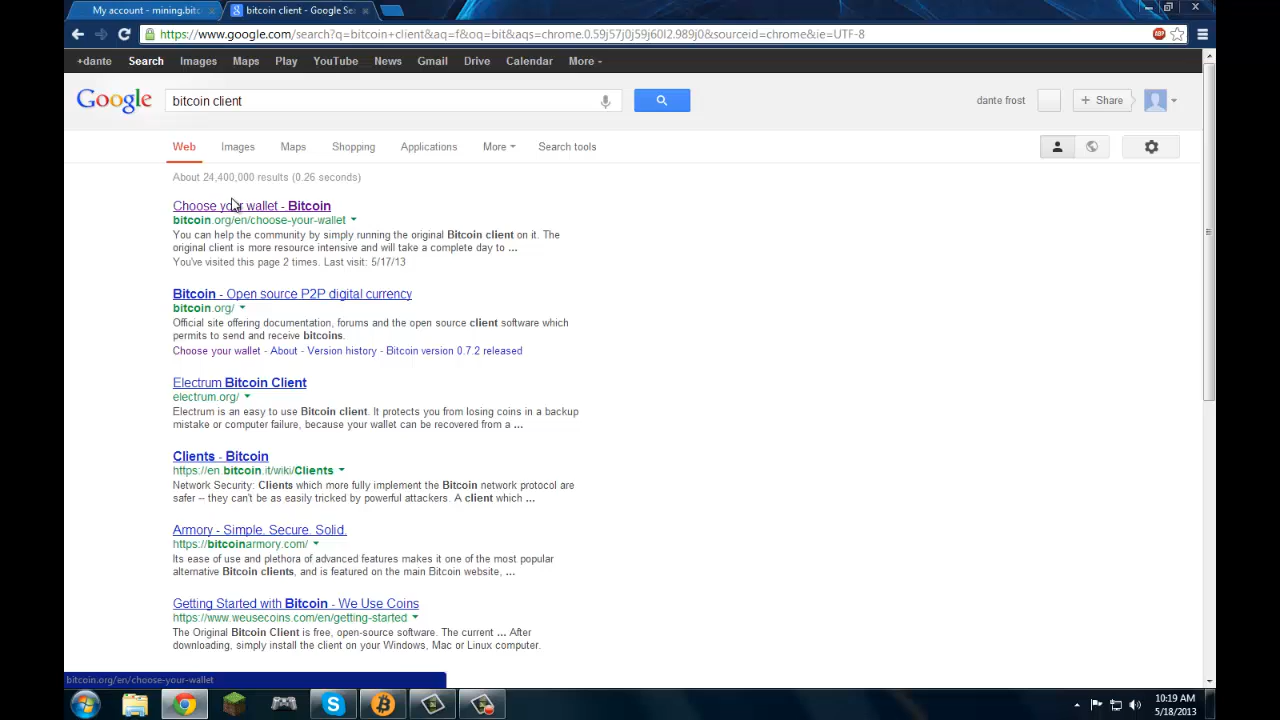 My account - mining.bitc
bitcoin client - Google Sea
https://www.google.com/search?q=bitcoin+client&aq=f&oq=bit&aqs=chrome.0.59j57j0j59j60l2.989j0&sourceid=chrome&ie=UTF-8
+dante Search Images Maps Play YouTube News Gmail Drive Calendar More
Google bitcoin client dante frost + Share
Web Images Maps Shopping Applications More Search tools
About 24,400,000 results (0.26 seconds)
Choose your wallet - Bitcoin
bitcoin.org/en/choose-your-wallet
You can help the community by simply running the original Bitcoin client on it. The
original client is more resource intensive and will take a complete day to ...
You've visited this page 2 times. Last visit: 5/17/13
Bitcoin - Open source P2P digital currency
bitcoin.org/
Official site offering documentation, forums and the open source client software which
permits to send and receive bitcoins.
Choose your wallet - About - Version history - Bitcoin version 0.7.2 released
Electrum Bitcoin Client
electrum.org/
Electrum is an easy to use Bitcoin client. It protects you from losing coins in a backup
mistake or computer failure, because your wallet can be recovered from a ...
Clients - Bitcoin
https://en.bitcoin.it/wiki/Clients
Network Security: Clients which more fully implement the Bitcoin network protocol are
safer -- they can't be as easily tricked by powerful attackers. A client which ...
Armory - Simple. Secure. Solid.
https://bitcoinarmory.com/
Its ease of use and plethora of advanced features makes it one of the most popular
alternative Bitcoin clients, and is featured on the main Bitcoin website, ...
Getting Started with Bitcoin - We Use Coins
https://www.weusecoins.com/en/getting-started
The Original Bitcoin Client is free, open-source software. The current ... After
downloading, simply install the client on your Windows, Mac or Linux computer.
bitcoin.org/en/choose-your-wallet
10:19 AM
5/18/2013